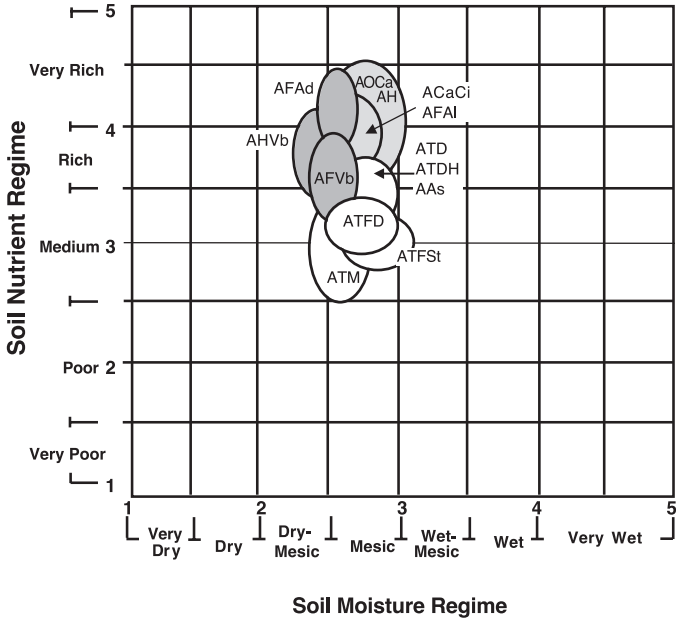 5
Very Rich
AFAd
AOCa
AH
ACaCi
AFAl
4
AHVb
ATD
Rich
ATDH
AFVb
AAs
ATFD
Medium 3
ATFSt
ATM
Poor 2
Very Poor
1
Soil Nutrient Regime
1 2 3 4 5
Very Dry
Dry
Dry-Mesic
Mesic
Wet-Mesic
Wet
Very Wet
Soil Moisture Regime